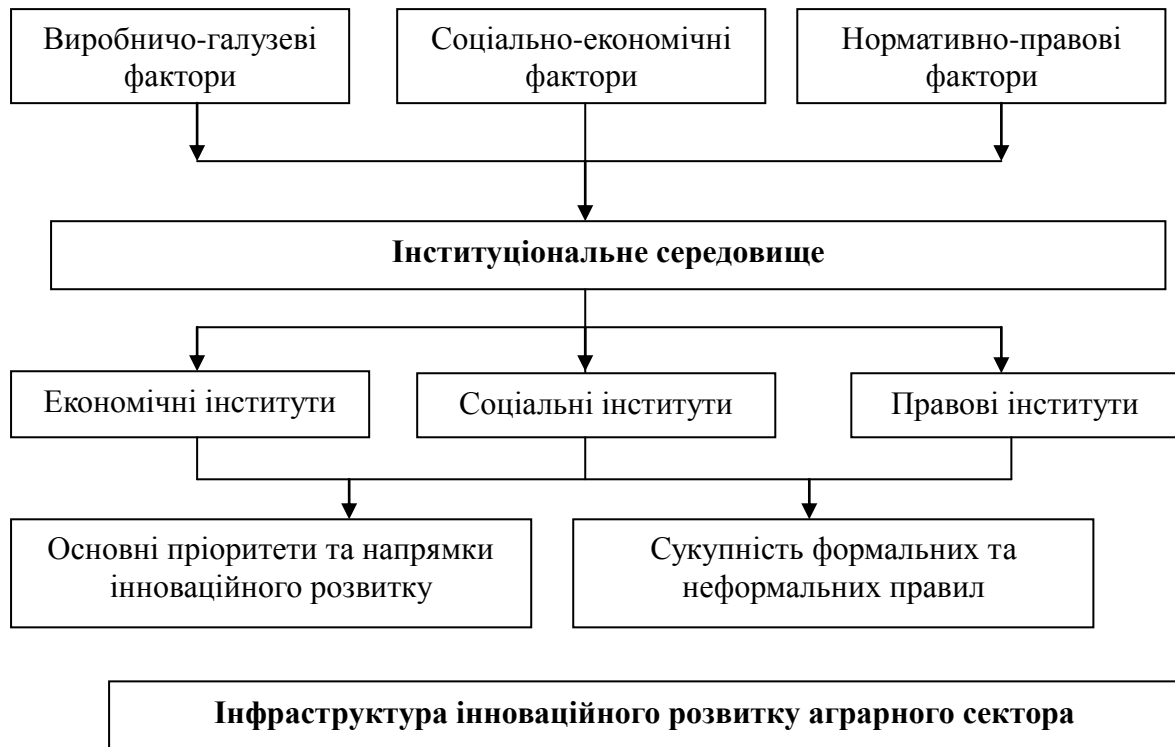 Виробничо-галузеві
фактори
Соціально-економічні
фактори
Нормативно-правові
фактори
Інституціональне середовище
Економічні інститути
Соціальні інститути
Правові інститути
Основні пріоритети та напрямки
інноваційного розвитку
Сукупність формальних та
неформальних правил
Інфраструктура інноваційного розвитку аграрного сектора